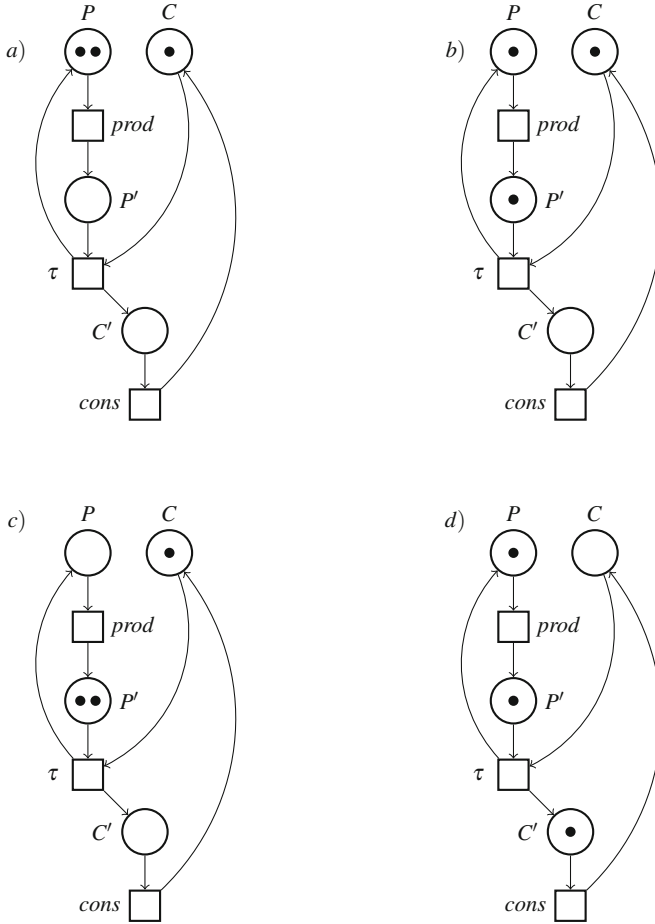 a) P C
prod
P′
τ
C′
cons
b) P C
prod
P′
τ
C′
cons
c) P C
prod
P′
τ
C′
cons
d) P C
prod
P′
τ
C′
cons